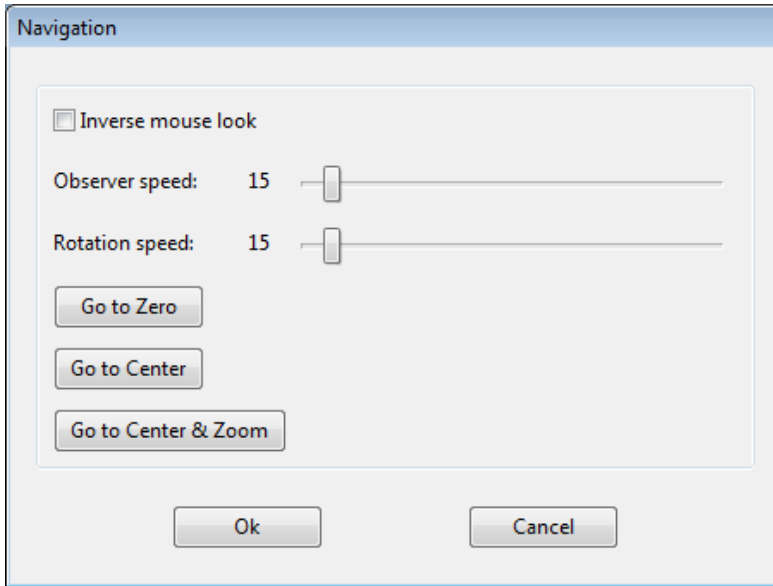 Navigation
Inverse mouse look
Observer speed: 15
Rotation speed: 15
Go to Zero
Go to Center
Go to Center & Zoom
Ok Cancel